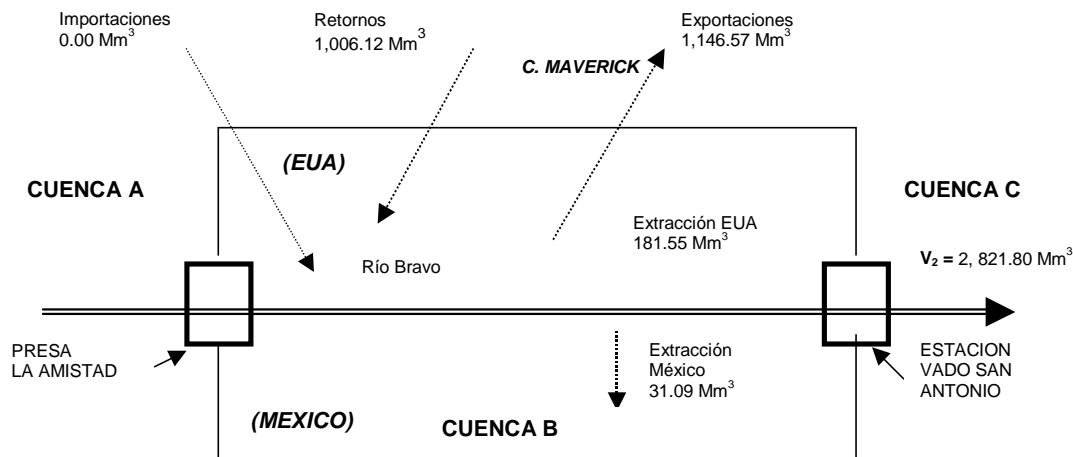 Importaciones
0.00 Mm³
Retornos
1,006.12 Mm³
Exportaciones
1,146.57 Mm³
C. MAVERICK
(EUA)
CUENCA A
CUENCA C
Extracción EUA
181.55 Mm³
V₂ = 2, 821.80 Mm³
Río Bravo
PRESA
LA AMISTAD
Extracción
México
31.09 Mm³
ESTACION
VADO SAN
ANTONIO
(MEXICO)
CUENCA B